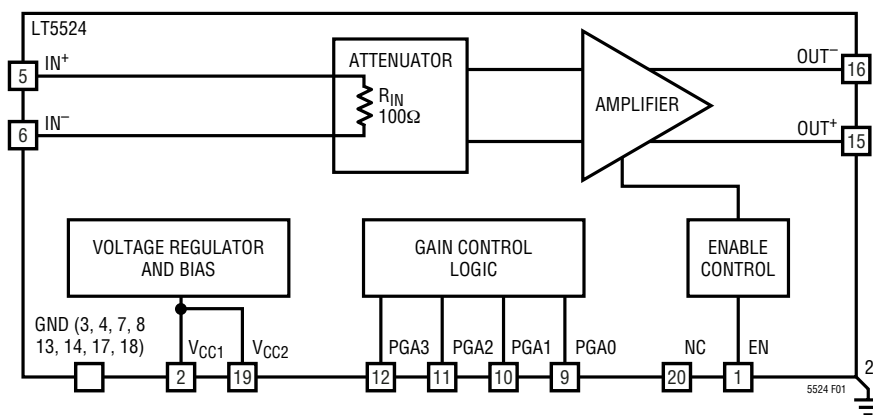 LT5524
5 IN+
6 IN−
ATTENUATOR
RIN
100Ω
AMPLIFIER
OUT− 16
OUT+ 15
VOLTAGE REGULATOR
AND BIAS
GAIN CONTROL
LOGIC
ENABLE
CONTROL
GND (3, 4, 7, 8
13, 14, 17, 18)
VCC1 VCC2 PGA3 PGA2 PGA1 PGA0 NC EN
2 19 12 11 10 9 20 1
5524 F01